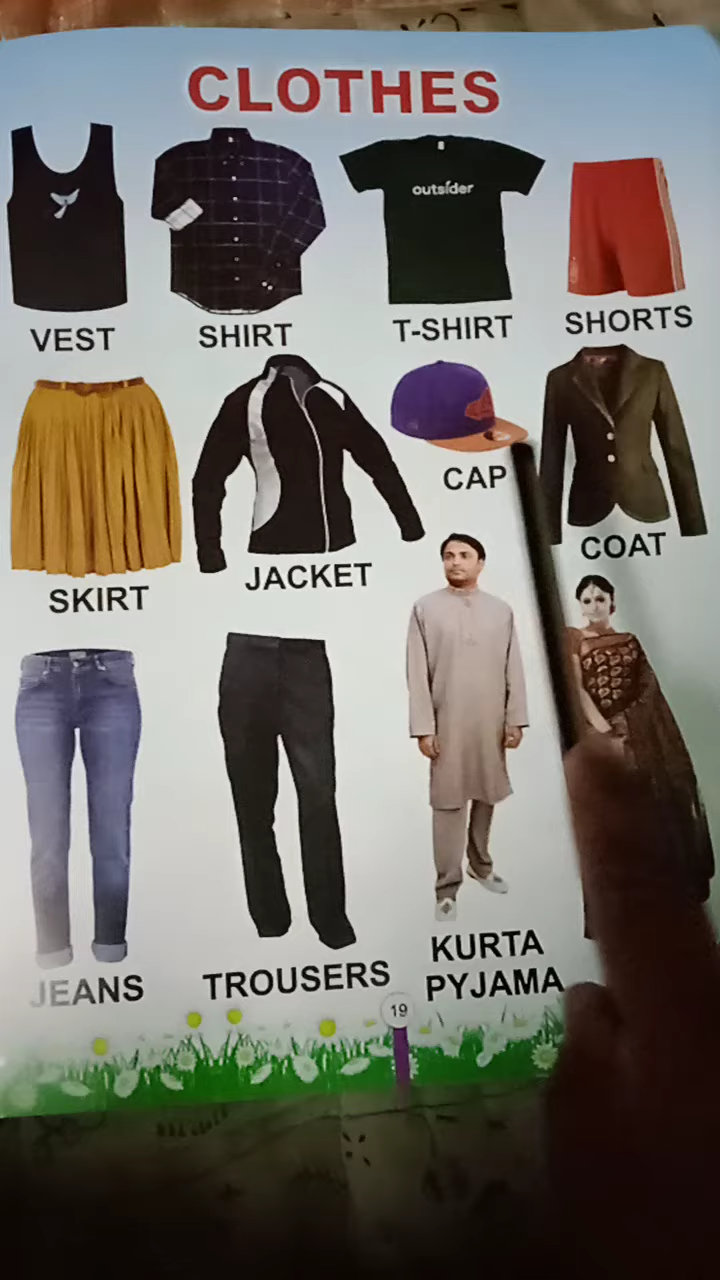 CLOTHES
outsider
VEST
SHIRT
T-SHIRT
SHORTS
CAP
COAT
SKIRT
JACKET
JEANS
TROUSERS
KURTA
PYJAMA
19